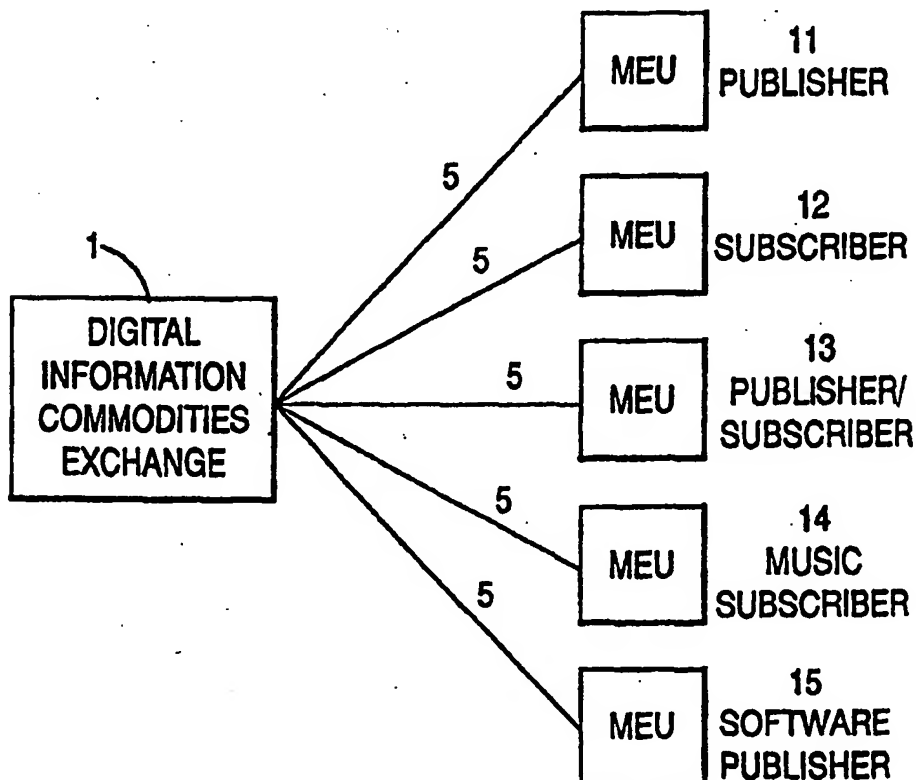 1
DIGITAL
INFORMATION
COMMODITIES
EXCHANGE
5
5
5
5
5
MEU
11
PUBLISHER
MEU
12
SUBSCRIBER
MEU
13
PUBLISHER/
SUBSCRIBER
MEU
14
MUSIC
SUBSCRIBER
MEU
15
SOFTWARE
PUBLISHER